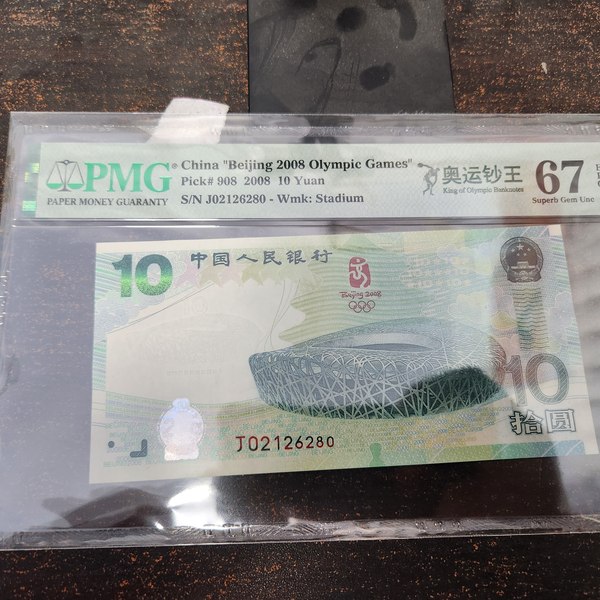 PMG
PAPER MONEY GUARANTY
China "Beijing 2008 Olympic Games"
Pick# 908 2008 10 Yuan
S/N J02126280 - Wmk: Stadium
奥运钞王
King of Olympic Banknotes
67
Superb Gem Unc
10
中国人民银行
Beijing 2008
10
拾圆
J02126280